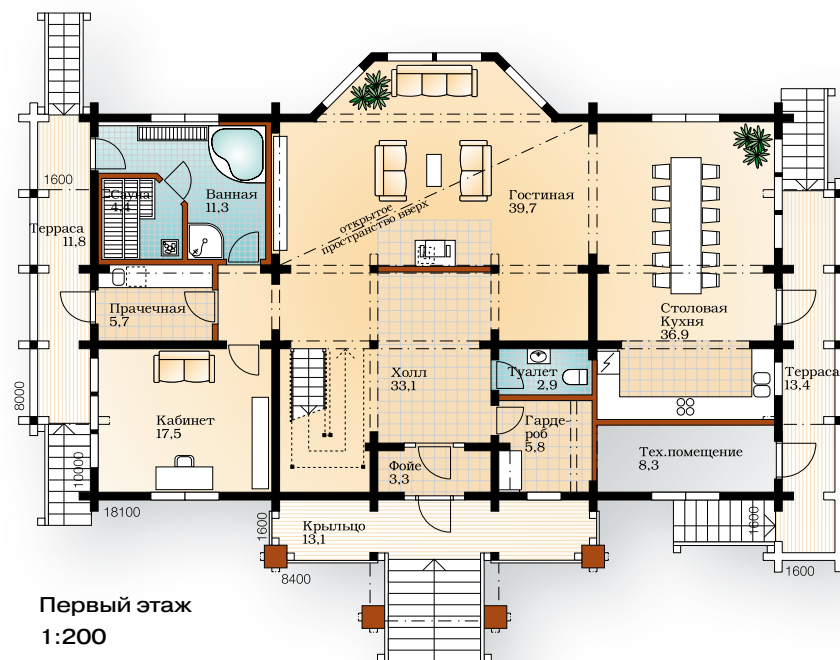 1600
Сауна
4,4
Ванная
11,3
Терраса
11,8
открытое
пространство вверх
Гостиная
39,7
Прачечная
5,7
Столовая
Кухня
36,9
Холл
33,1
Туалет
2,9
Терраса
13,4
8000
Кабинет
17,5
Гарде-
роб
5,8
Тех.помещение
8,3
Фойе
3,3
10000
18100
1600
Крыльцо
13,1
1600
8400
1600
Первый этаж
1:200